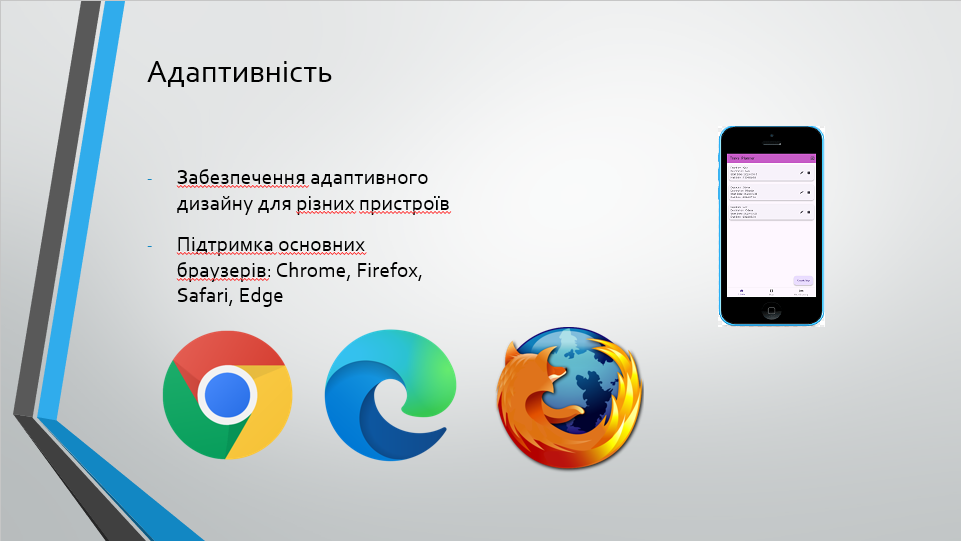 Адаптивність
- Забезпечення адаптивного
дизайну для різних пристроїв
- Підтримка основних
браузерів: Chrome, Firefox,
Safari, Edge